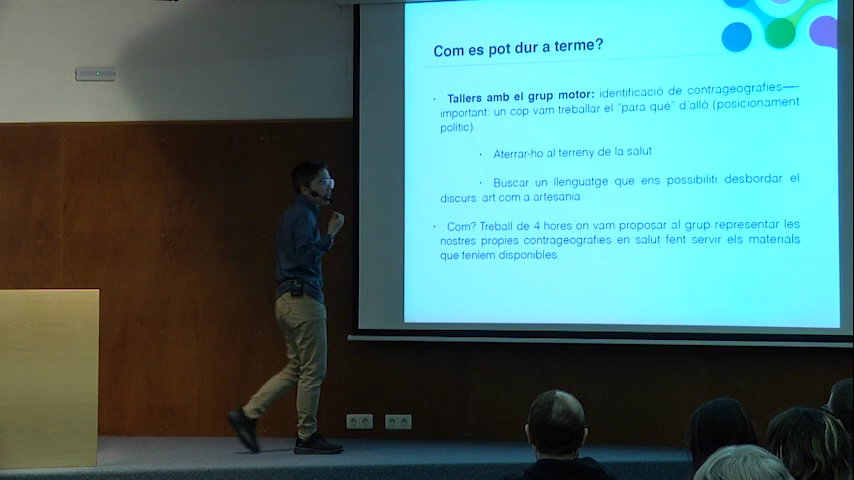 Com es pot dur a terme?
· Tallers amb el grup motor: identificació de contrageografies—-
important: un cop vam treballar el "para qué" d'allò (posicionament
polític)
· Aterrar-ho al terreny de la salut
· Buscar un llenguatge que ens possibiliti desbordar el
discurs: art com a artesania
· Com? Treball de 4 hores on vam proposar al grup representar les
nostres propies contrageografies en salut fent servir els materials
que teníem disponibles.